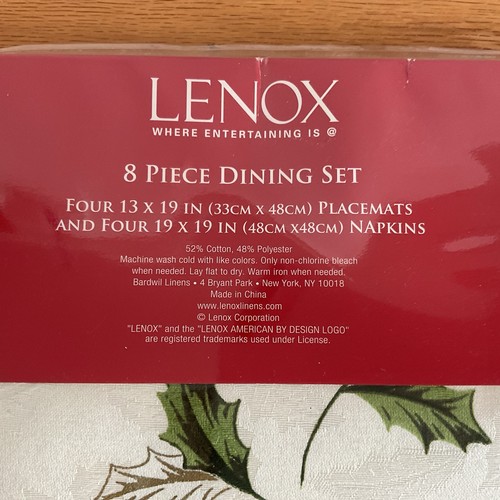 LENOX
WHERE ENTERTAINING IS @
8 PIECE DINING SET
FOUR 13 X 19 IN (33CM X 48CM) PLACEMATS
AND FOUR 19 X 19 IN (48CM X48CM) NAPKINS
52% Cotton, 48% Polyester
Machine wash cold with like colors. Only non-chlorine bleach
when needed. Lay flat to dry. Warm iron when needed.
Bardwil Linens • 4 Bryant Park • New York, NY 10018
Made in China
www.lenoxlinens.com
© Lenox Corporation
"LENOX" and the "LENOX AMERICAN BY DESIGN LOGO"
are registered trademarks used under License.